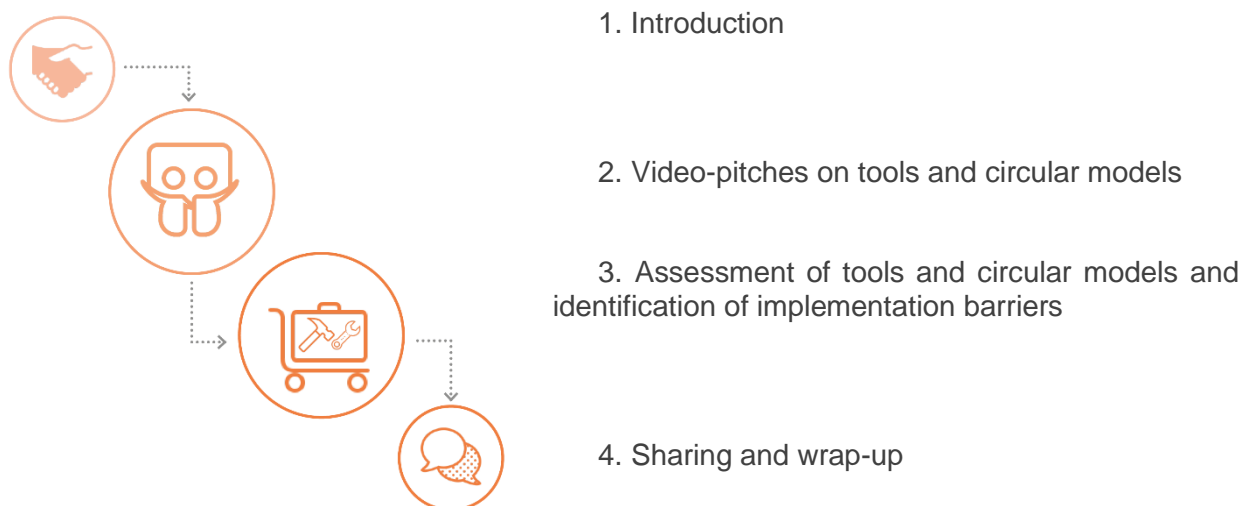 1. Introduction
2. Video-pitches on tools and circular models
3. Assessment of tools and circular models and
identification of implementation barriers
4. Sharing and wrap-up